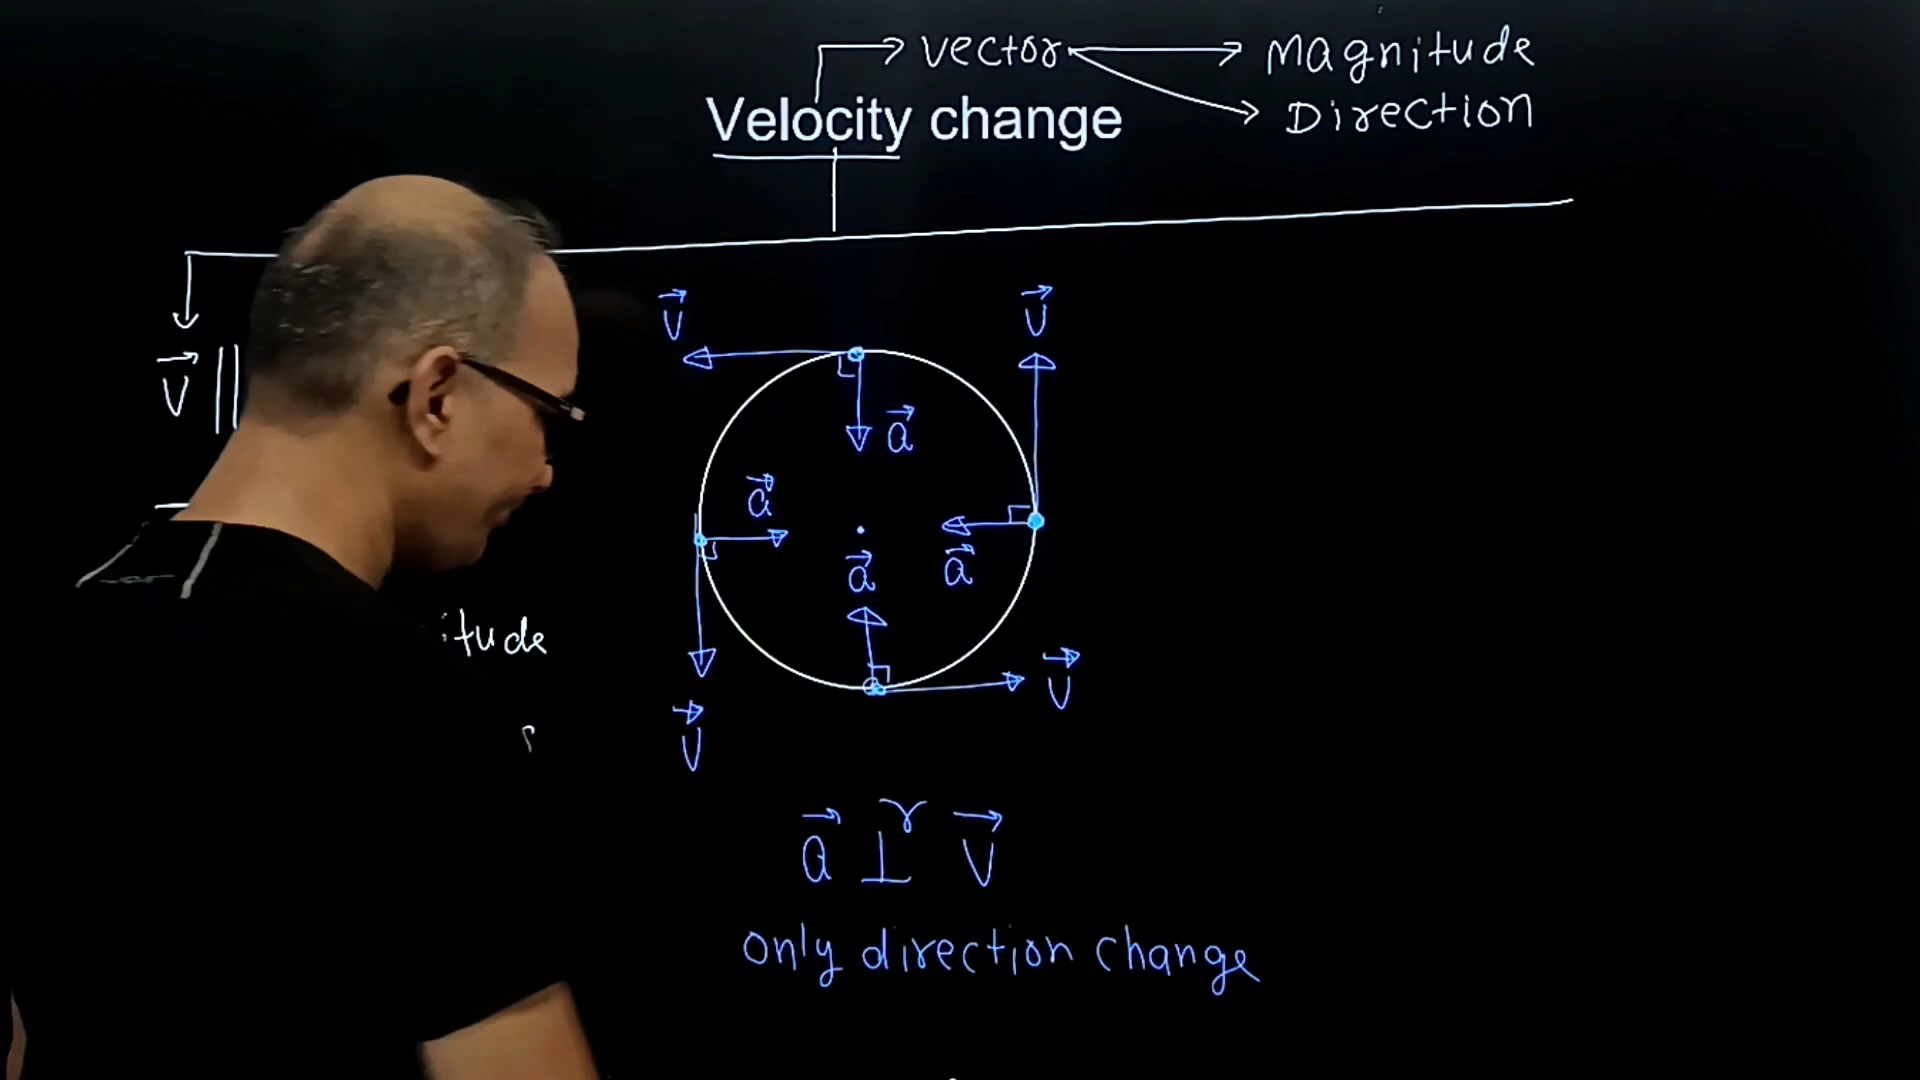 vector Magnitude
Direction
Velocity change
V⃗ ||
V⃗
V⃗
a⃗
a⃗
a⃗
a⃗
itude
V⃗
V⃗
a⃗ ⊥ʳ V⃗
only direction change